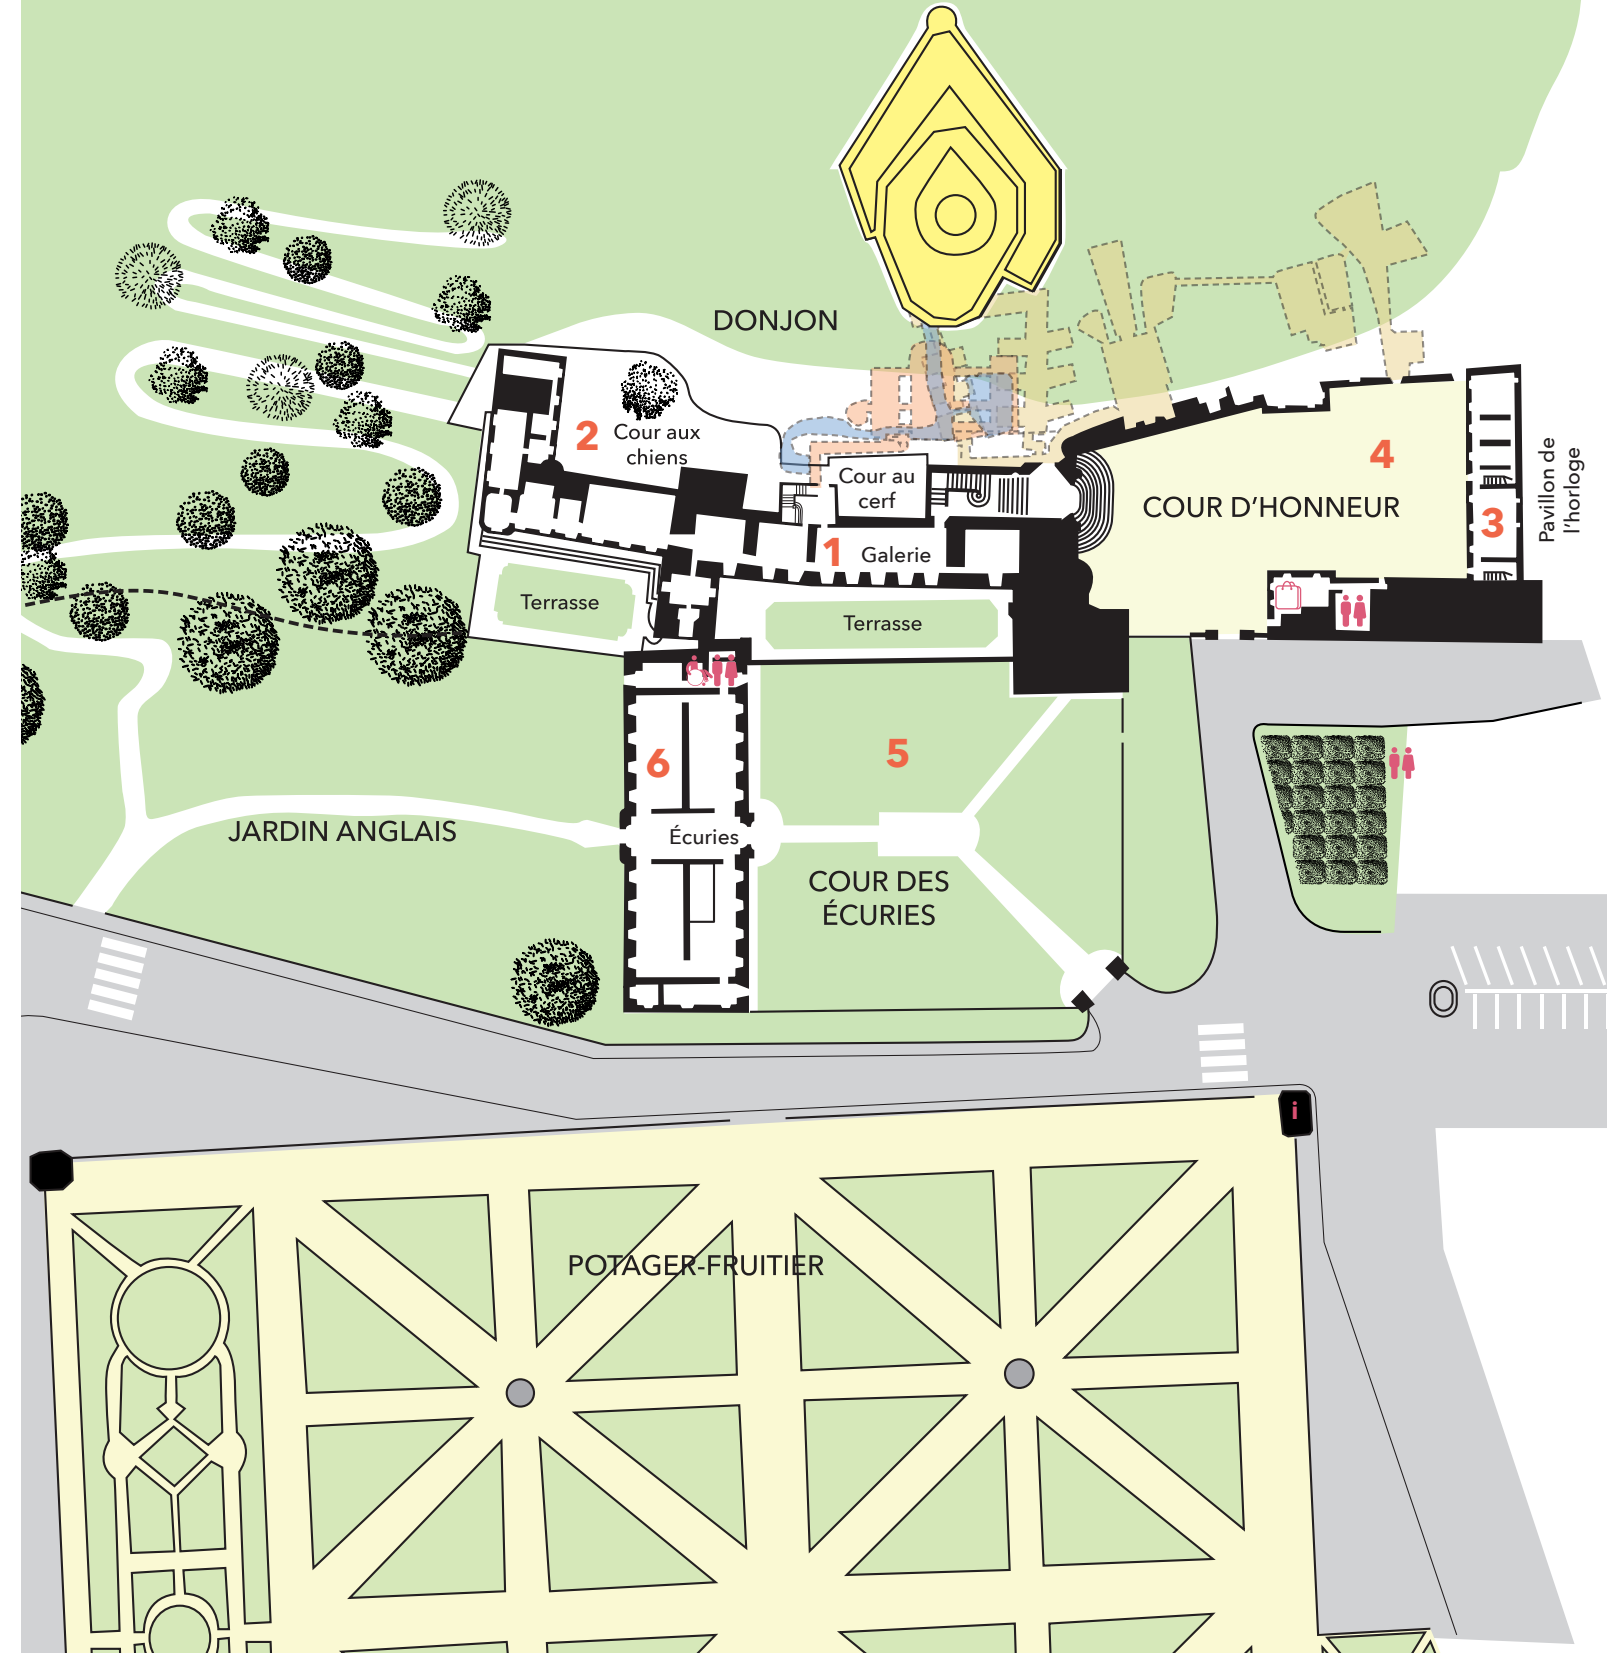 DONJON
2
Cour aux
chiens
Cour au
cerf
4
COUR D'HONNEUR
Pavillon de
l'horloge
3
1
Galerie
Terrasse
Terrasse
5
6
Écuries
JARDIN ANGLAIS
COUR DES
ÉCURIES
i
POTAGER-FRUITIER